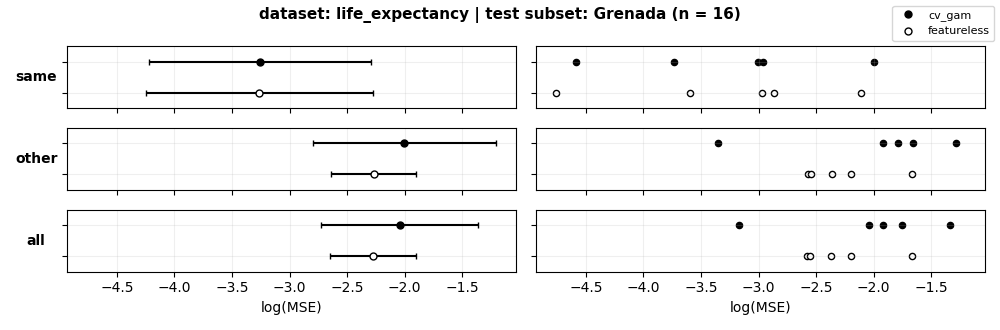 dataset: life_expectancy | test subset: Grenada (n = 16)
cv_gam
featureless
same
other
all
−4.5 −4.0 −3.5 −3.0 −2.5 −2.0 −1.5
−4.5 −4.0 −3.5 −3.0 −2.5 −2.0 −1.5
log(MSE)
log(MSE)